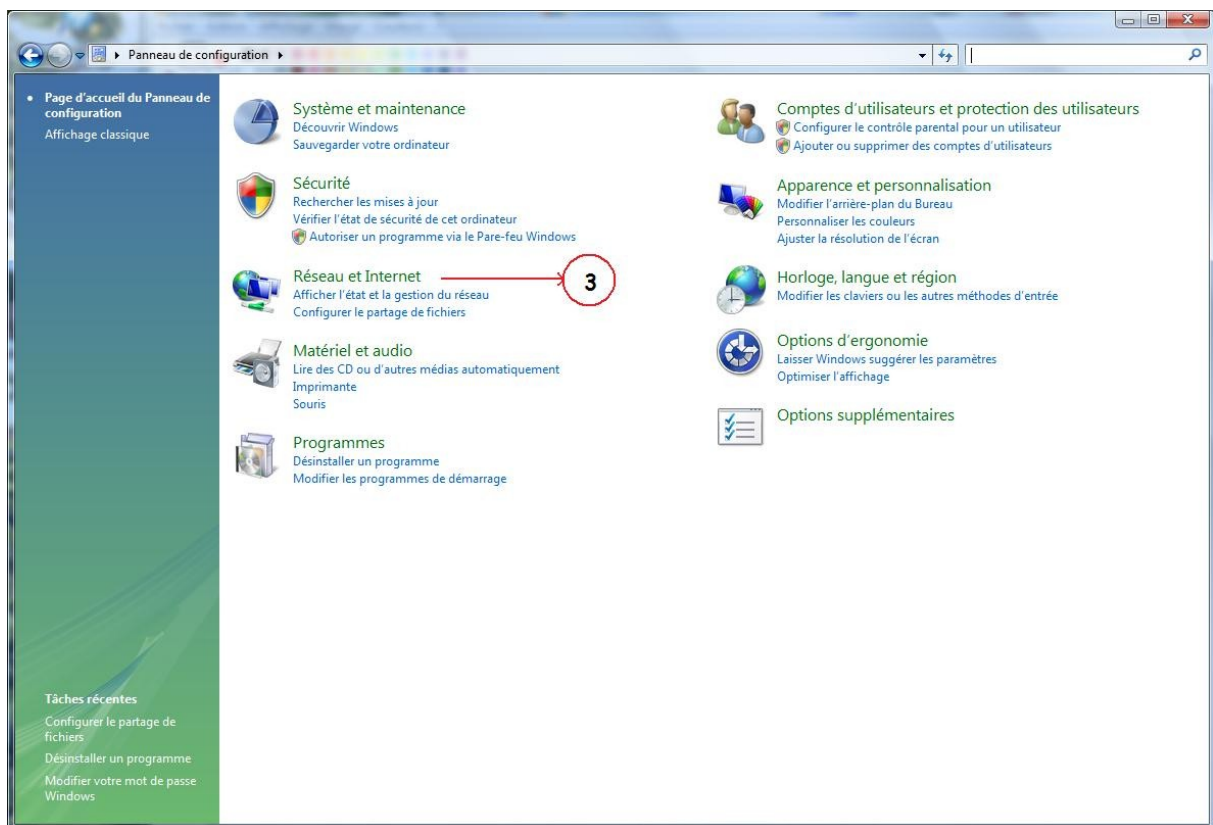 Panneau de configuration
Page d'accueil du Panneau de
configuration
Affichage classique
Système et maintenance
Découvrir Windows
Sauvegarder votre ordinateur
Sécurité
Rechercher les mises à jour
Vérifier l'état de sécurité de cet ordinateur
Autoriser un programme via le Pare-feu Windows
Réseau et Internet
3
Afficher l'état et la gestion du réseau
Configurer le partage de fichiers
Matériel et audio
Lire des CD ou d'autres médias automatiquement
Imprimante
Souris
Programmes
Désinstaller un programme
Modifier les programmes de démarrage
Comptes d'utilisateurs et protection des utilisateurs
Configurer le contrôle parental pour un utilisateur
Ajouter ou supprimer des comptes d'utilisateurs
Apparence et personnalisation
Modifier l'arrière-plan du Bureau
Personnaliser les couleurs
Ajuster la résolution de l'écran
Horloge, langue et région
Modifier les claviers ou les autres méthodes d'entrée
Options d'ergonomie
Laisser Windows suggérer les paramètres
Optimiser l'affichage
Options supplémentaires
Tâches récentes
Configurer le partage de
fichiers
Désinstaller un programme
Modifier votre mot de passe
Windows